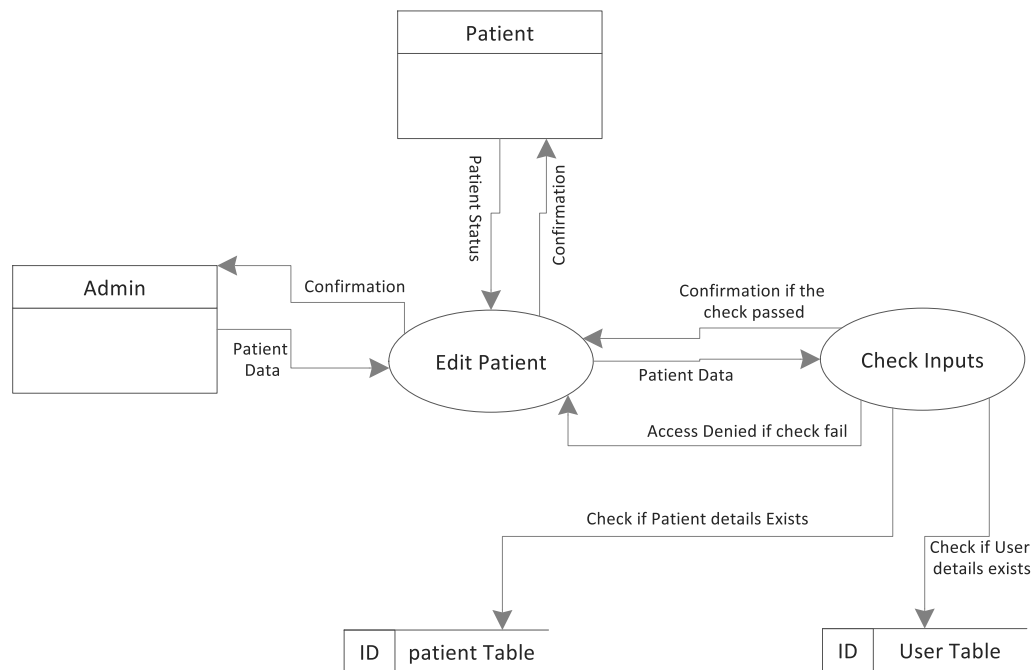 Patient
Patient Status
Confirmation
Admin
Confirmation
Patient
Data
Edit Patient
Confirmation if the
check passed
Patient Data
Check Inputs
Access Denied if check fail
Check if Patient details Exists
Check if User
details exists
ID patient Table
ID User Table